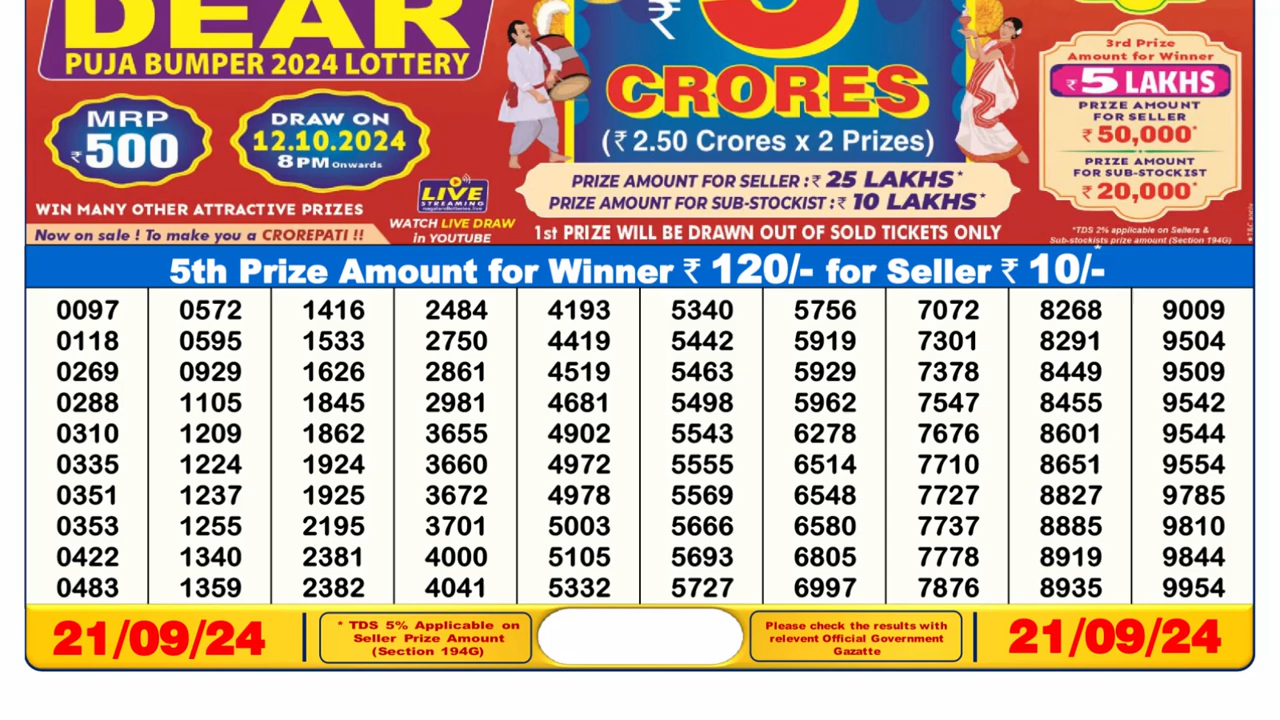 DEAR
PUJA BUMPER 2024 LOTTERY
MRP
₹500
DRAW ON
12.10.2024
8PM Onwards
WIN MANY OTHER ATTRACTIVE PRIZES
Now on sale ! To make you a CROREPATI !!
LIVE
STREAMING
WATCH LIVE DRAW
in YOUTUBE
₹ 5
CRORES
(₹ 2.50 Crores x 2 Prizes)
PRIZE AMOUNT FOR SELLER :₹ 25 LAKHS*
PRIZE AMOUNT FOR SUB-STOCKIST :₹ 10 LAKHS*
1st PRIZE WILL BE DRAWN OUT OF SOLD TICKETS ONLY
3rd Prize
Amount for Winner
₹5 LAKHS
PRIZE AMOUNT
FOR SELLER
₹50,000*
PRIZE AMOUNT
FOR SUB-STOCKIST
₹20,000*
*TDS 2% applicable on Sellers &
Sub-stockists prize amount (Section 194G)
5th Prize Amount for Winner ₹ 120/- for Seller ₹ 10/-*
0097 0572 1416 2484 4193 5340 5756 7072 8268 9009
0118 0595 1533 2750 4419 5442 5919 7301 8291 9504
0269 0929 1626 2861 4519 5463 5929 7378 8449 9509
0288 1105 1845 2981 4681 5498 5962 7547 8455 9542
0310 1209 1862 3655 4902 5543 6278 7676 8601 9544
0335 1224 1924 3660 4972 5555 6514 7710 8651 9554
0351 1237 1925 3672 4978 5569 6548 7727 8827 9785
0353 1255 2195 3701 5003 5666 6580 7737 8885 9810
0422 1340 2381 4000 5105 5693 6805 7778 8919 9844
0483 1359 2382 4041 5332 5727 6997 7876 8935 9954
21/09/24
* TDS 5% Applicable on
Seller Prize Amount
(Section 194G)
Please check the results with
relevent Official Government
Gazatte
21/09/24